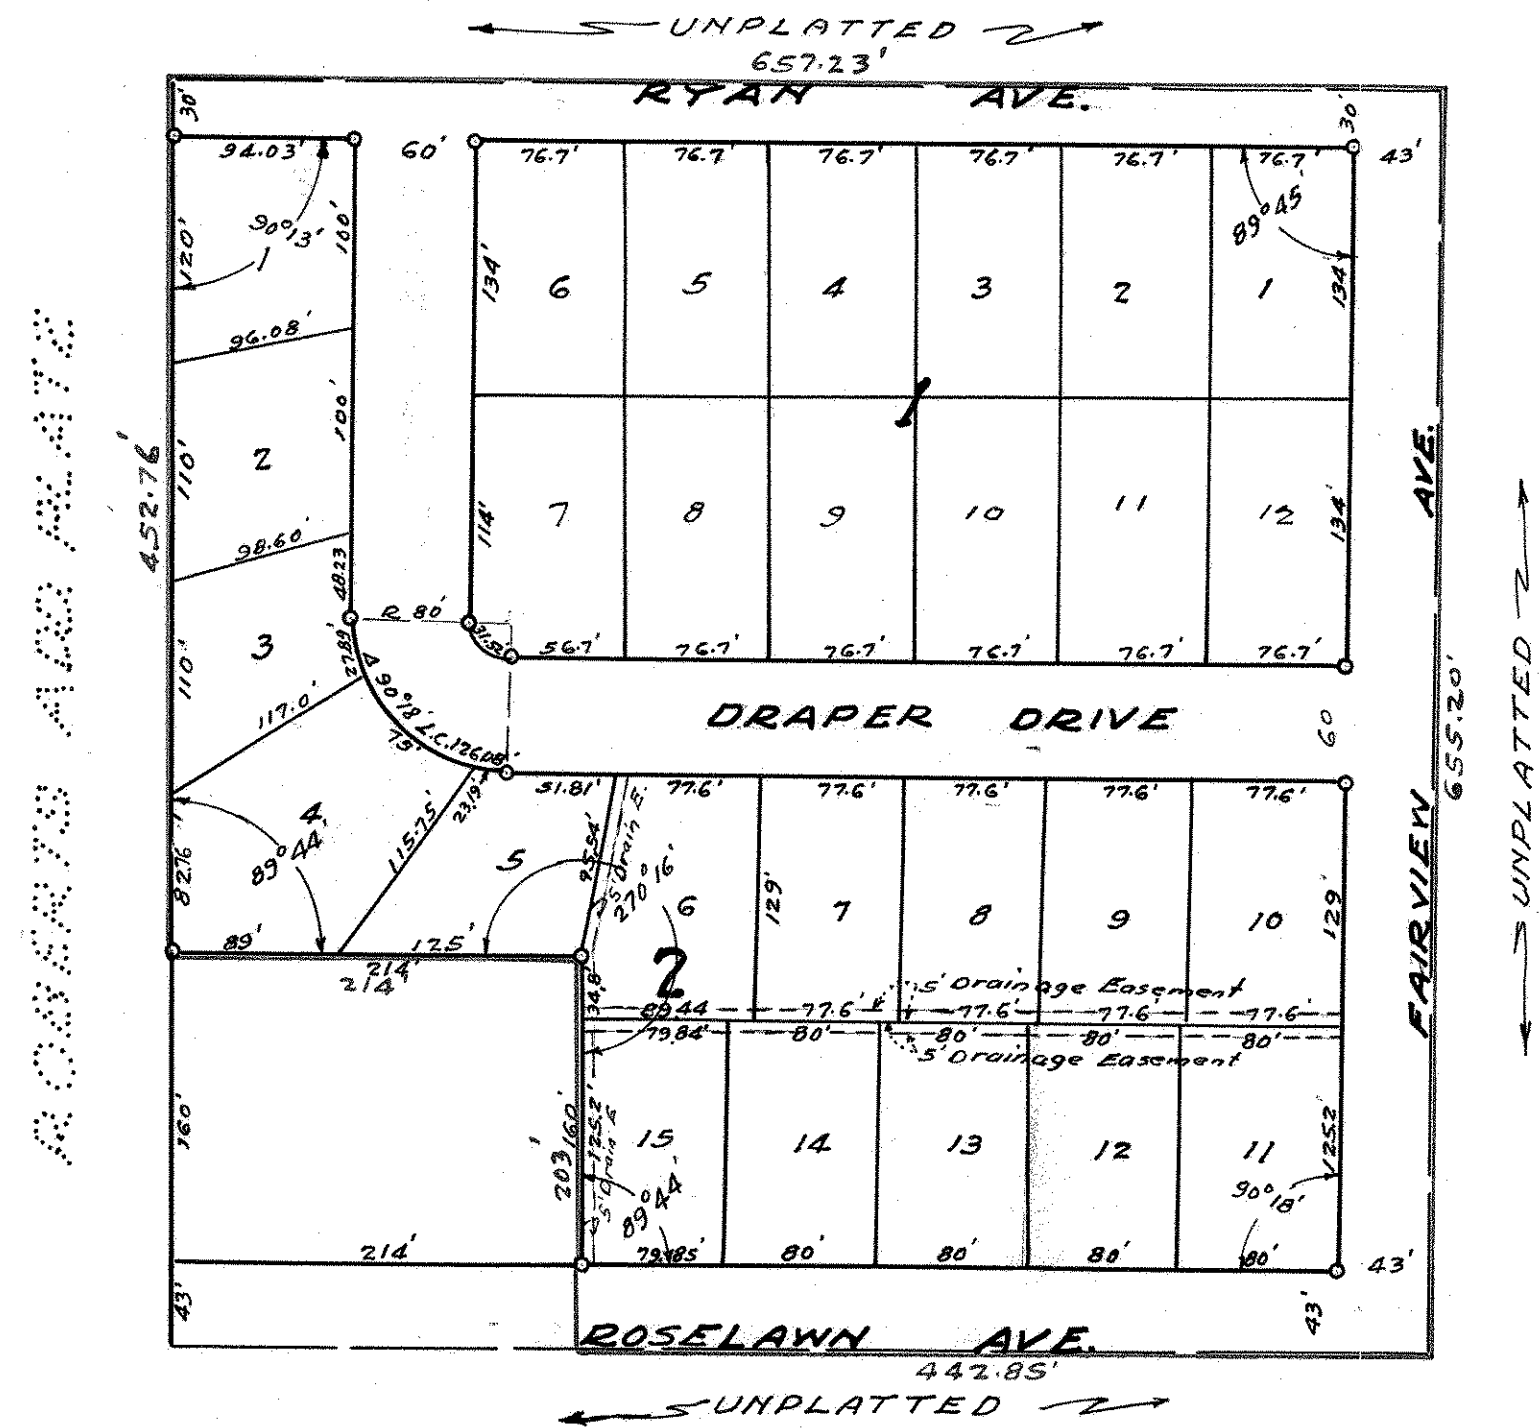 UNPLATTED
657.23'
RYAN AVE.
30'
94.03'
60'
76.7' 76.7' 76.7' 76.7' 76.7' 76.7'
30'
43'
90°13'
89°45'
120'
1
100'
134'
6 5 4 3 2 1
134'
96.08'
1
452.76'
110'
2
100'
114'
7 8 9 10 11 12
134'
98.60'
48.23
R 80'
31.52'
56.7' 76.7' 76.7' 76.7' 76.7' 76.7'
110'
3
27.89'
117.0'
Δ 90°18' L.C. 126.08'
75'
DRAPER DRIVE
60
AVE.
FAIRVIEW
655.20'
UNPLATTED
23.19'
51.81' 77.6' 77.6' 77.6' 77.6' 77.6'
82.76
4
89°44'
115.75'
5
95.54'
5' Drain E.
270°16'
6
129'
7 8 9 10
129'
89' 125'
214'
214'
2
34.8'
5' Drainage Easement
89.44 77.6' 77.6' 77.6' 77.6'
79.84' 80' 80' 80' 80'
5' Drainage Easement
160'
203'
160'
125.2'
5' Drain E
15 14 13 12 11
125.2
89°44'
90°18'
214'
79.85' 80' 80' 80' 80'
43'
43'
43'
ROSELAWN AVE.
442.85'
UNPLATTED